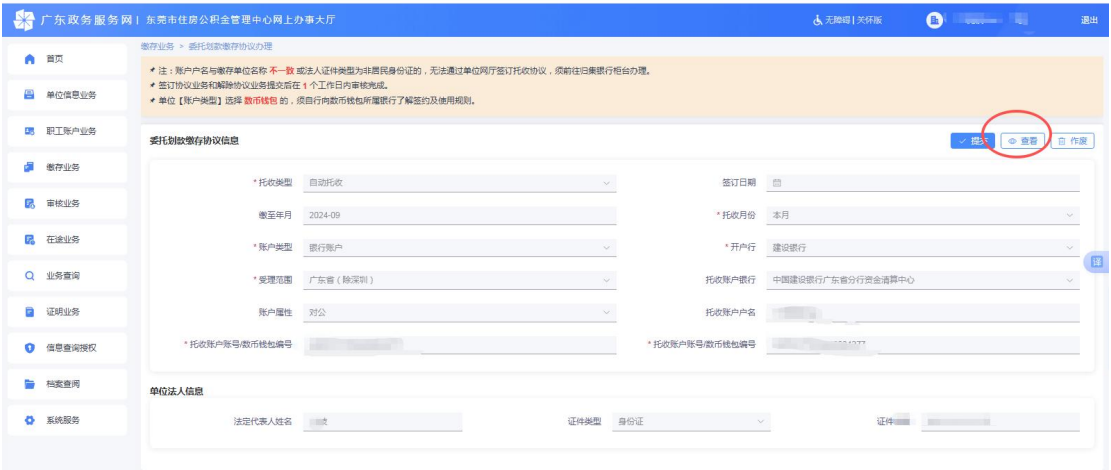 广东政务服务网 | 东莞市住房公积金管理中心网上办事大厅 无障碍 | 关怀版 退出
首页
单位信息业务
职工账户业务
缴存业务
审核业务
在途业务
业务查询
证明业务
信息查询授权
档案查阅
系统服务
缴存业务 > 委托划款缴存协议办理
* 注：账户户名与缴存单位名称 不一致 或法人证件类型为非居民身份证的，无法通过单位网厅签订托收协议，须前往归集银行柜台办理。
* 签订协议业务和解除协议业务提交后在 1 个工作日内审核完成。
* 单位【账户类型】选择 数币钱包 的，须自行向数币钱包所属银行了解签约及使用规则。
委托划款缴存协议信息 查看 作废
* 托收类型 自动托收 签订日期
缴至年月 2024-09 * 托收月份 本月
* 账户类型 银行账户 * 开户行 建设银行
* 受理范围 广东省（除深圳） 托收账户银行 中国建设银行广东省分行资金清算中心
账户属性 对公 托收账户户名
* 托收账户账号/数币钱包编号 * 托收账户账号/数币钱包编号
单位法人信息
法定代表人姓名 证件类型 身份证 证件
译